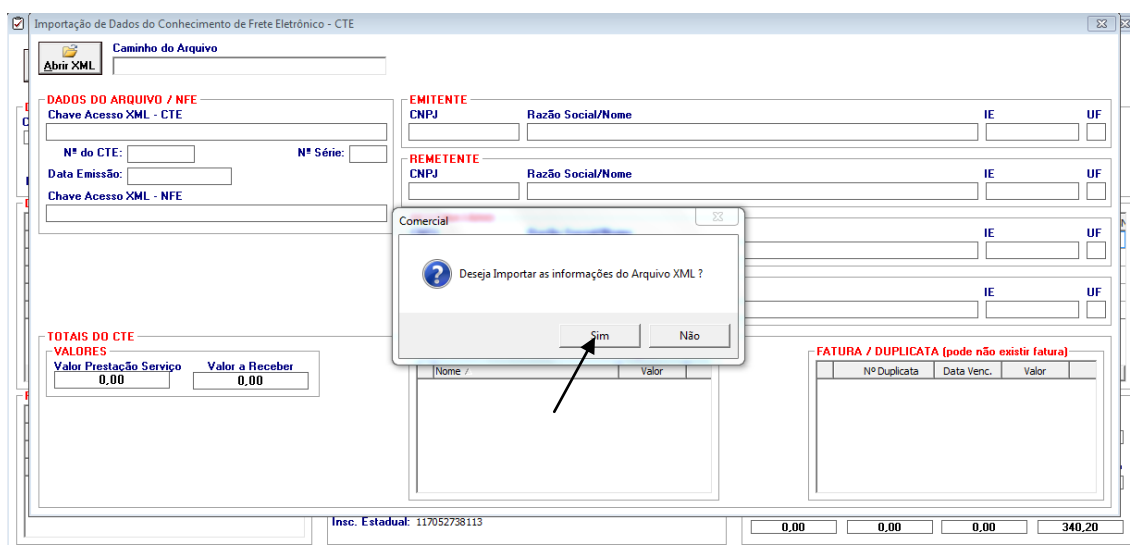 Importação de Dados do Conhecimento de Frete Eletrônico - CTE
Abrir XML
Caminho do Arquivo
DADOS DO ARQUIVO / NFE
Chave Acesso XML - CTE
Nº do CTE:
Nº Série:
Data Emissão:
Chave Acesso XML - NFE
EMITENTE
CNPJ Razão Social/Nome IE UF
REMETENTE
CNPJ Razão Social/Nome IE UF
IE UF
IE UF
Comercial
Deseja Importar as informações do Arquivo XML ?
Sim Não
TOTAIS DO CTE
VALORES
Valor Prestação Serviço Valor a Receber
0,00 0,00
Nome / Valor
FATURA / DUPLICATA (pode não existir fatura)
Nº Duplicata Data Venc. Valor
Insc. Estadual: 117052738113
0,00 0,00 0,00 340,20